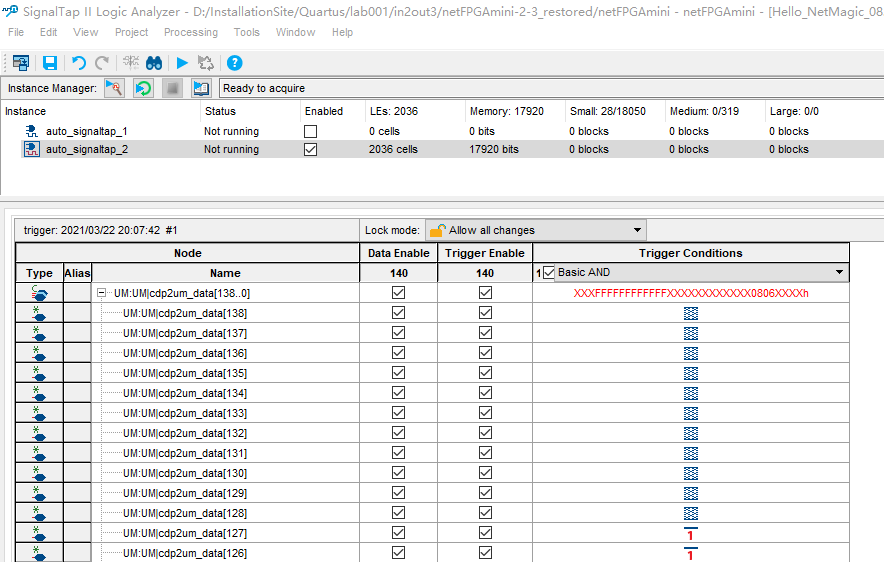 SignalTap II Logic Analyzer - D:/InstallationSite/Quartus/lab001/in2out3/netFPGAmini-2-3_restored/netFPGAmini - netFPGAmini - [Hello_NetMagic_08
File Edit View Project Processing Tools Window Help
Instance Manager: Ready to acquire
Instance Status Enabled LEs: 2036 Memory: 17920 Small: 28/18050 Medium: 0/319 Large: 0/0
auto_signaltap_1 Not running 0 cells 0 bits 0 blocks 0 blocks 0 blocks
auto_signaltap_2 Not running 2036 cells 17920 bits 0 blocks 0 blocks 0 blocks
trigger: 2021/03/22 20:07:42 #1 Lock mode: Allow all changes
Node Data Enable Trigger Enable Trigger Conditions
Type Alias Name 140 140 1 Basic AND
UM:UM|cdp2um_data[138..0] XXXFFFFFFFFFFFFXXXXXXXXXXXX0806XXXXh
UM:UM|cdp2um_data[138]
UM:UM|cdp2um_data[137]
UM:UM|cdp2um_data[136]
UM:UM|cdp2um_data[135]
UM:UM|cdp2um_data[134]
UM:UM|cdp2um_data[133]
UM:UM|cdp2um_data[132]
UM:UM|cdp2um_data[131]
UM:UM|cdp2um_data[130]
UM:UM|cdp2um_data[129]
UM:UM|cdp2um_data[128]
UM:UM|cdp2um_data[127] 1
UM:UM|cdp2um_data[126] 1